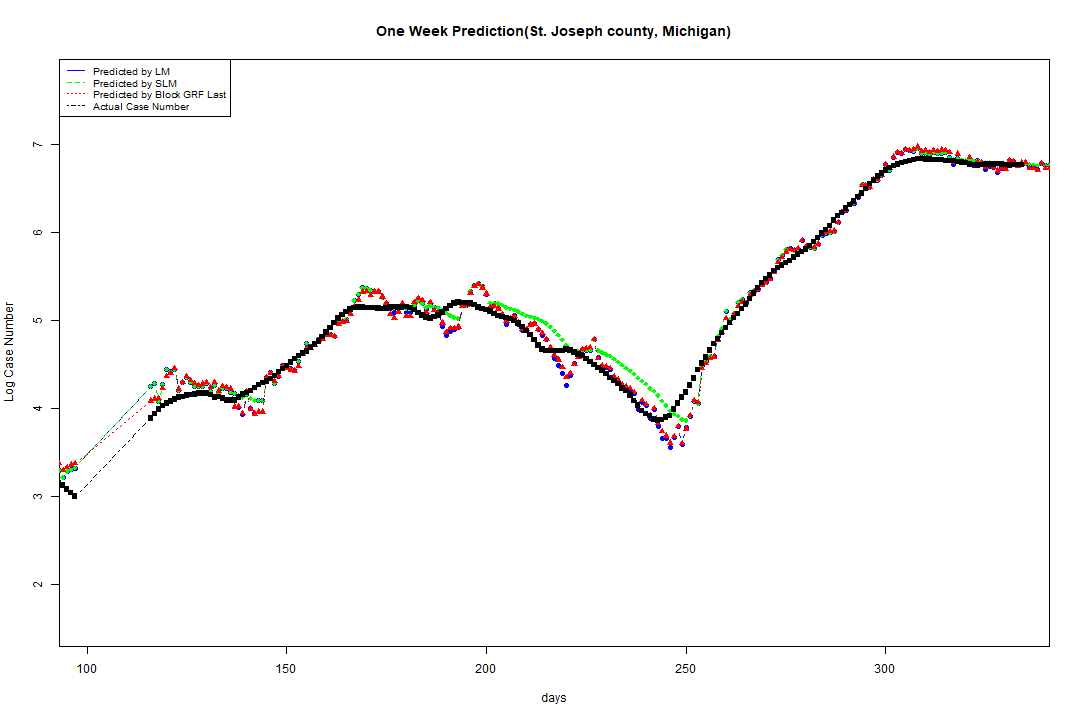 One Week Prediction(St. Joseph county, Michigan)
Predicted by LM
Predicted by SLM
Predicted by Block GRF Last
Actual Case Number
7
6
5
4
3
2
Log Case Number
100 150 200 250 300
days